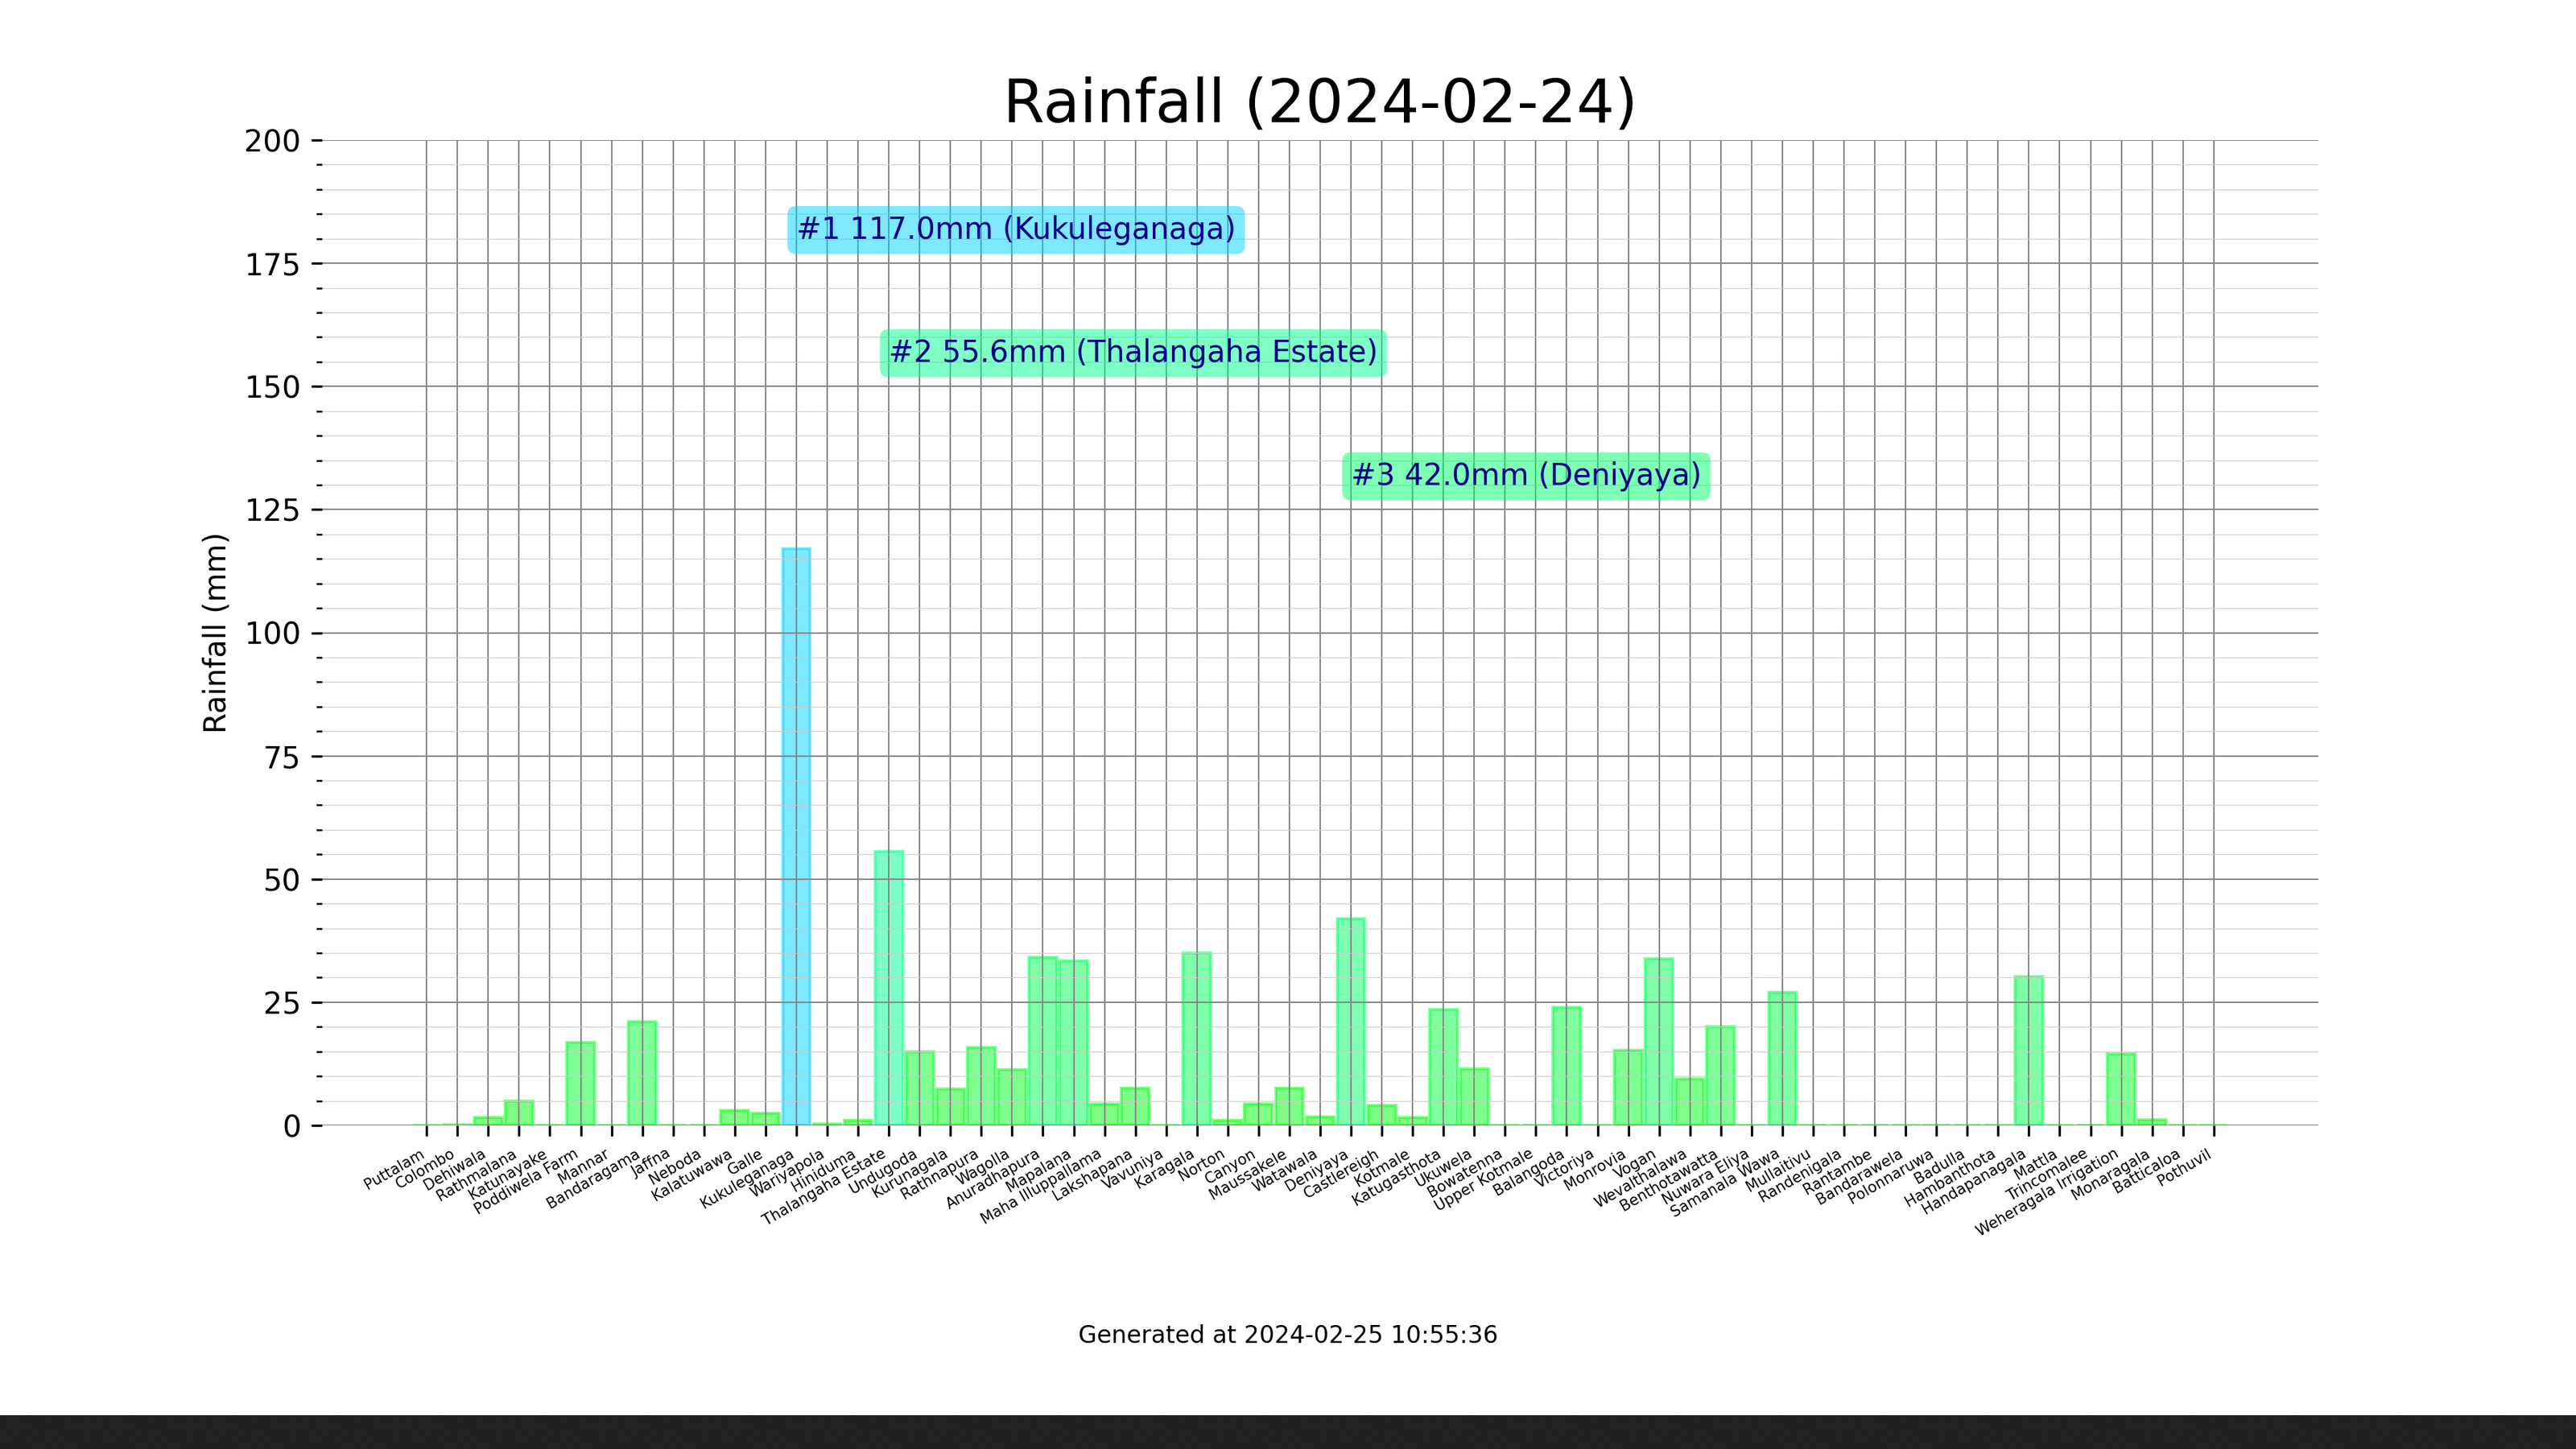 Rainfall (2024-02-24)
200
175
150
125
100
75
50
25
0
Rainfall (mm)
#1 117.0mm (Kukuleganaga)
#2 55.6mm (Thalangaha Estate)
#3 42.0mm (Deniyaya)
Puttalam
Colombo
Dehiwala
Rathmalana
Katunayake
Poddiwela Farm
Mannar
Bandaragama
Jaffna
Neboda
Kalatuwawa
Galle
Kukuleganaga
Wariyapola
Hiniduma
Thalangaha Estate
Undugoda
Kurunagala
Rathnapura
Wagolla
Anuradhapura
Mapalana
Maha Illuppallama
Lakshapana
Vavuniya
Karagala
Norton
Canyon
Maussakele
Watawala
Deniyaya
Castlereigh
Kotmale
Katugasthota
Ukuwela
Bowatenna
Upper Kotmale
Balangoda
Victoriya
Monrovia
Vogan
Wevalthalawa
Benthotawatta
Nuwara Eliya
Samanala Wawa
Mullaitivu
Randenigala
Rantambe
Bandarawela
Polonnaruwa
Badulla
Hambanthota
Handapanagala
Mattla
Trincomalee
Weheragala Irrigation
Monaragala
Batticaloa
Pothuvil
Generated at 2024-02-25 10:55:36